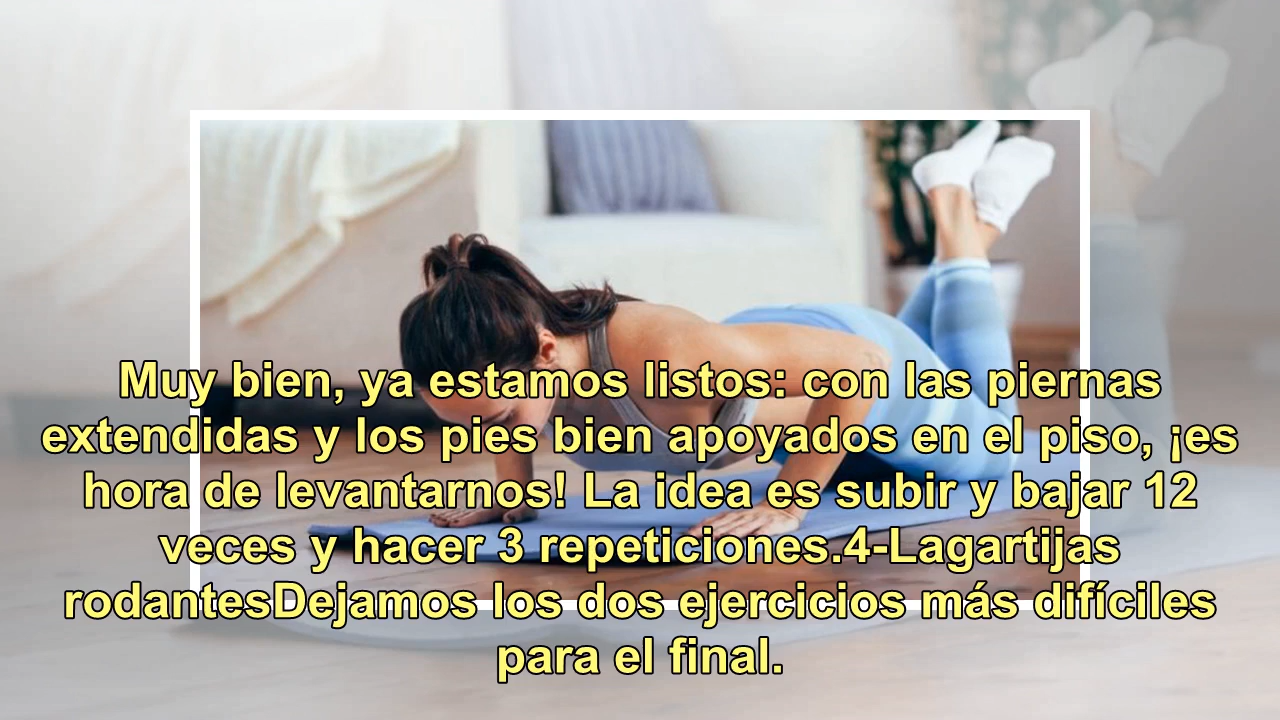 Muy bien, ya estamos listos: con las piernas
extendidas y los pies bien apoyados en el piso, ¡es
hora de levantarnos! La idea es subir y bajar 12
veces y hacer 3 repeticiones.4-Lagartijas
rodantesDejamos los dos ejercicios más difíciles
para el final.